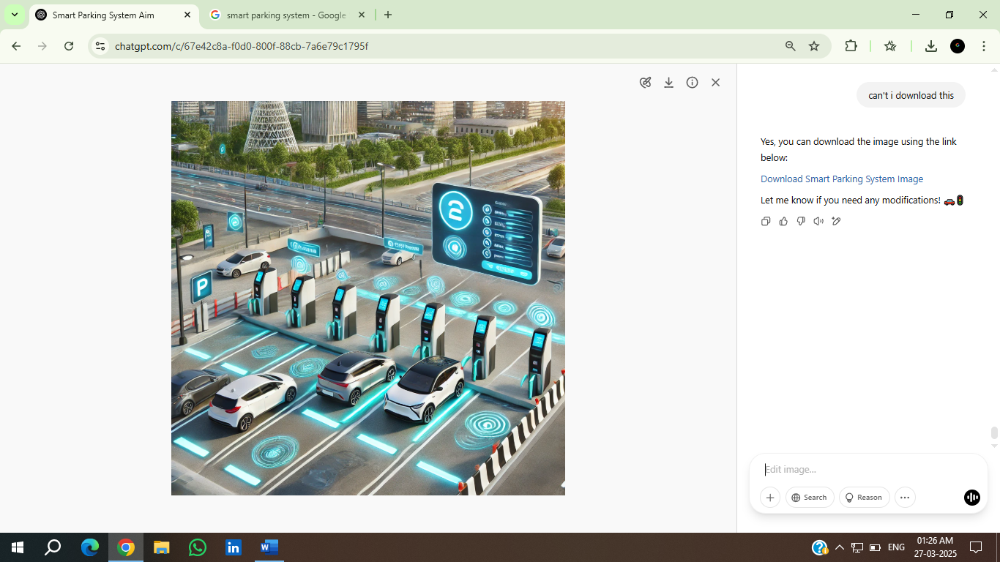 Smart Parking System Aim
smart parking system - Google
chatgpt.com/c/67e42c8a-f0d0-800f-88cb-7a6e79c1795f
G
can't i download this
Yes, you can download the image using the link
below:
Download Smart Parking System Image
Let me know if you need any modifications! 🚗🚦
P
Edit image...
Search
Reason
ENG
01:26 AM
27-03-2025